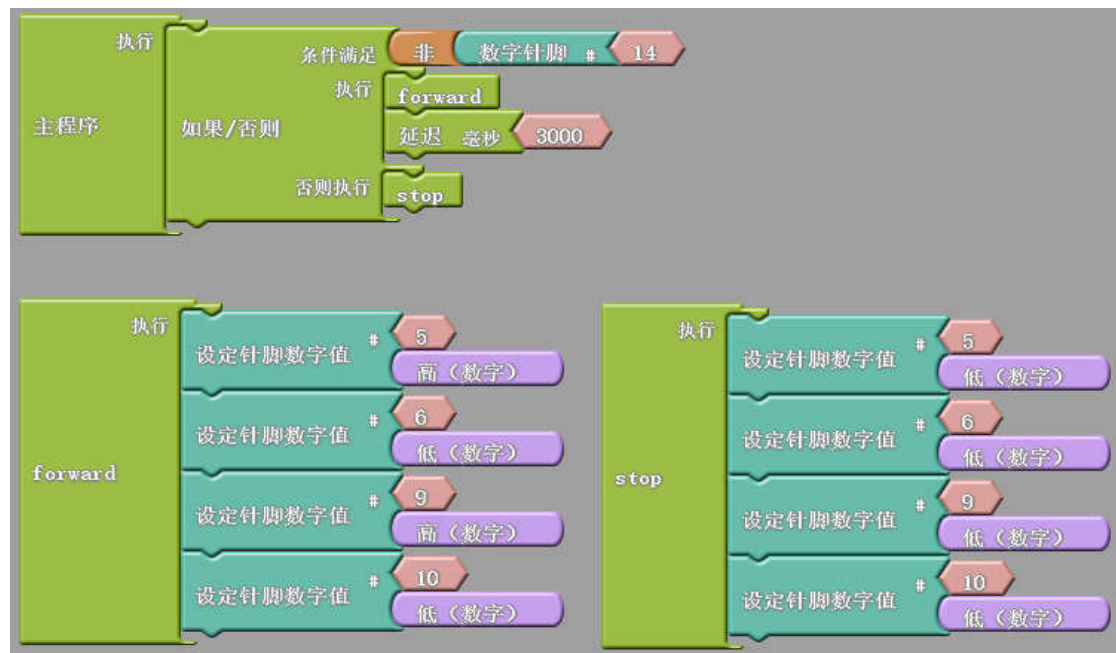 执行
条件满足 非 数字针脚 # 14
执行 forward
主程序 如果/否则 延迟 毫秒 3000
否则执行 stop
执行
设定针脚数字值 # 5
高（数字）
设定针脚数字值 # 6
低（数字）
forward
设定针脚数字值 # 9
高（数字）
设定针脚数字值 # 10
低（数字）
执行
设定针脚数字值 # 5
低（数字）
设定针脚数字值 # 6
低（数字）
stop
设定针脚数字值 # 9
低（数字）
设定针脚数字值 # 10
低（数字）